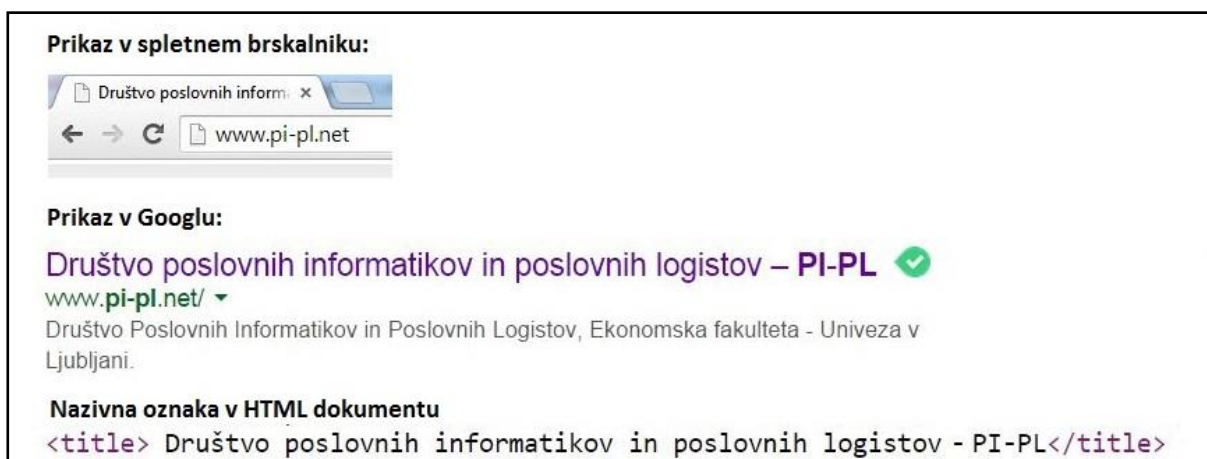 Prikaz v spletnem brskalniku:
Društvo poslovnih inform
www.pi-pl.net
Prikaz v Googlu:
Društvo poslovnih informatikov in poslovnih logistov – PI-PL
www.pi-pl.net/
Društvo Poslovnih Informatikov in Poslovnih Logistov, Ekonomska fakulteta - Univeza v
Ljubljani.
Nazivna oznaka v HTML dokumentu
<title> Društvo poslovnih informatikov in poslovnih logistov - PI-PL</title>